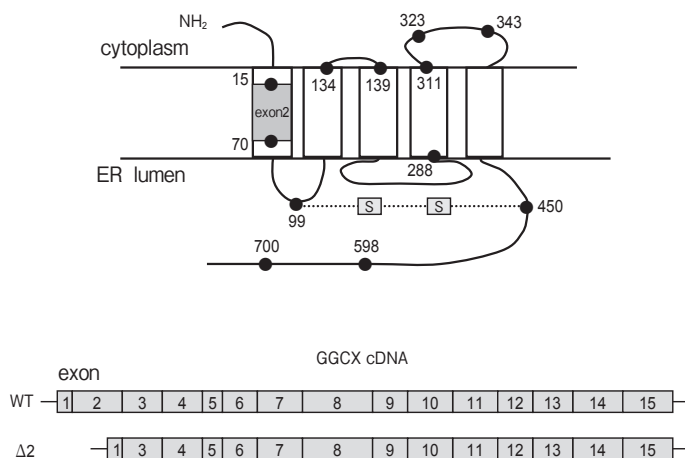 NH2
323
343
cytoplasm
15
134
139
311
exon2
70
ER lumen
288
S
S
99
450
700
598
GGCX cDNA
exon
WT
1 2 3 4 5 6 7 8 9 10 11 12 13 14 15
Δ2
1 3 4 5 6 7 8 9 10 11 12 13 14 15